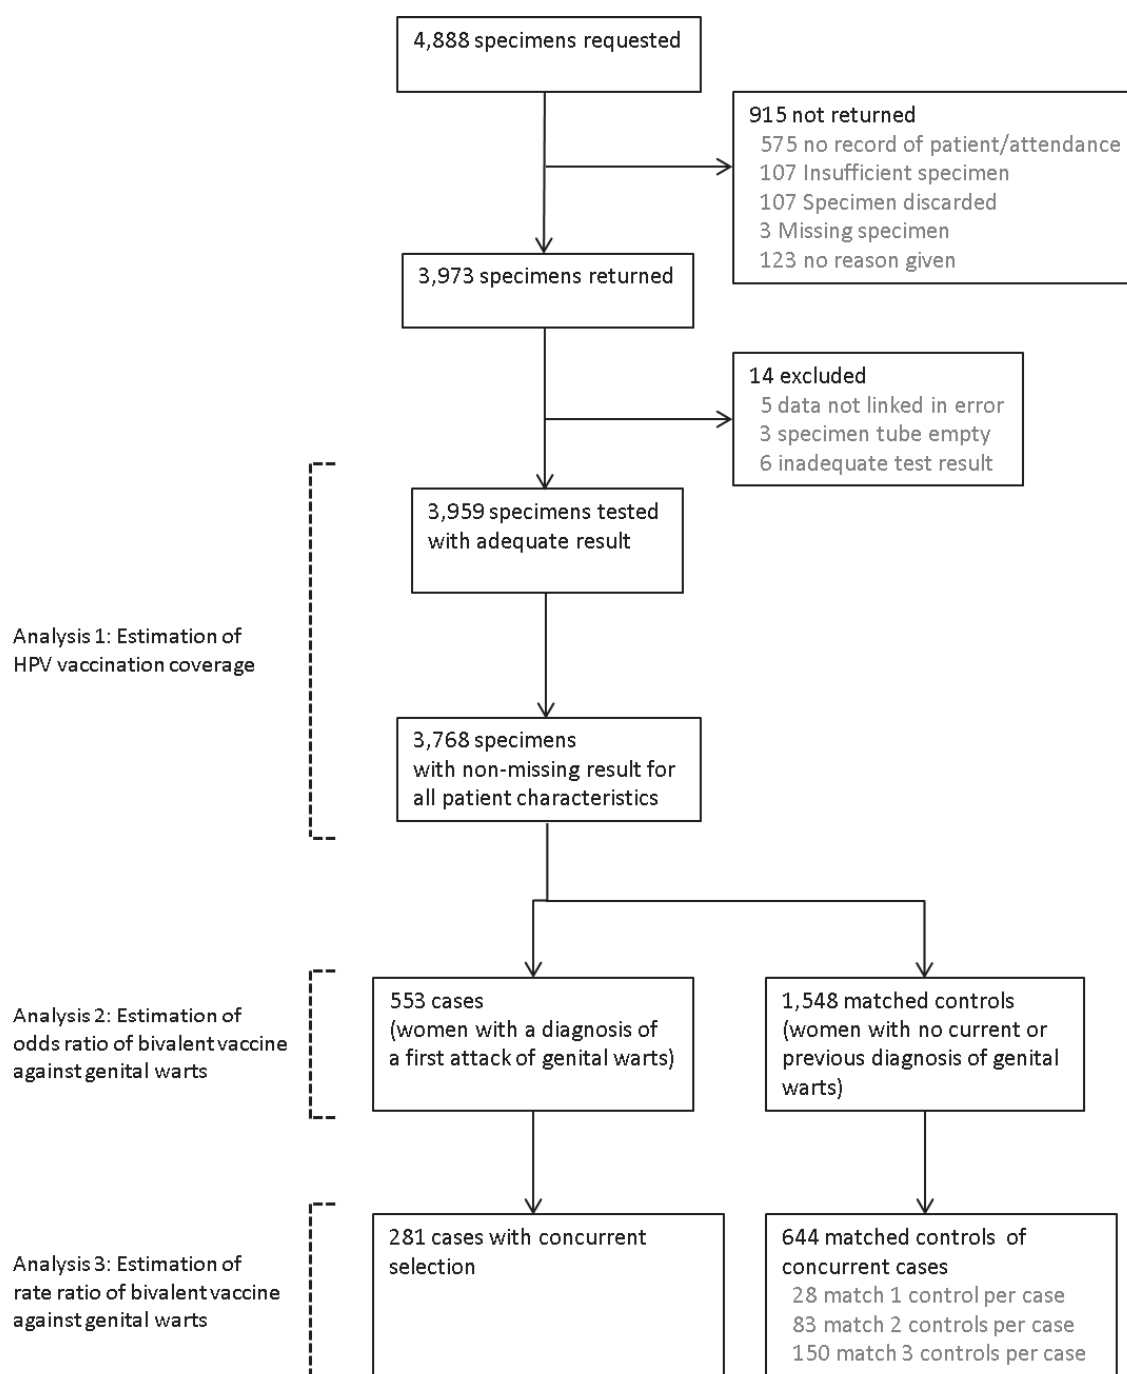 4,888 specimens requested
915 not returned
575 no record of patient/attendance
107 Insufficient specimen
107 Specimen discarded
3 Missing specimen
123 no reason given
3,973 specimens returned
14 excluded
5 data not linked in error
3 specimen tube empty
6 inadequate test result
3,959 specimens tested
with adequate result
Analysis 1: Estimation of
HPV vaccination coverage
3,768 specimens
with non-missing result for
all patient characteristics
Analysis 2: Estimation of
odds ratio of bivalent vaccine
against genital warts
553 cases
(women with a diagnosis of
a first attack of genital warts)
1,548 matched controls
(women with no current or
previous diagnosis of genital
warts)
Analysis 3: Estimation of
rate ratio of bivalent vaccine
against genital warts
281 cases with concurrent
selection
644 matched controls of
concurrent cases
28 match 1 control per case
83 match 2 controls per case
150 match 3 controls per case